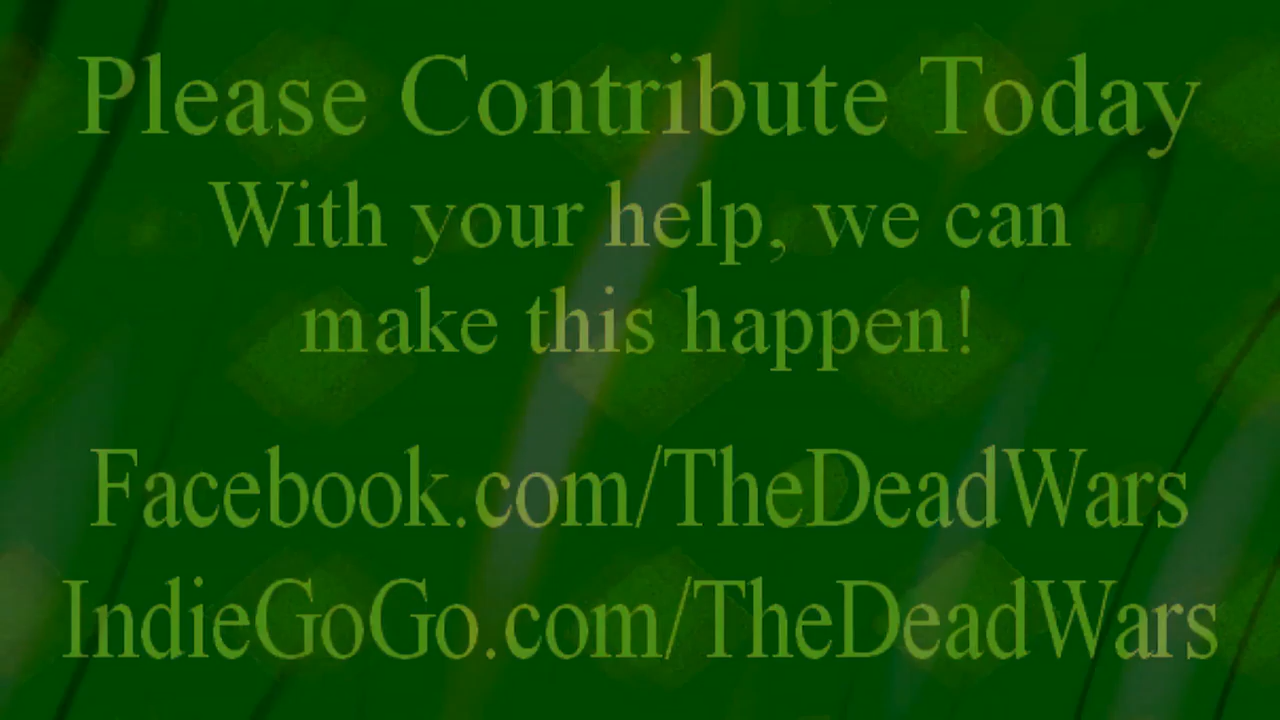 Please Contribute Today
With your help, we can
make this happen!
Facebook.com/TheDeadWars
IndieGoGo.com/TheDeadWars